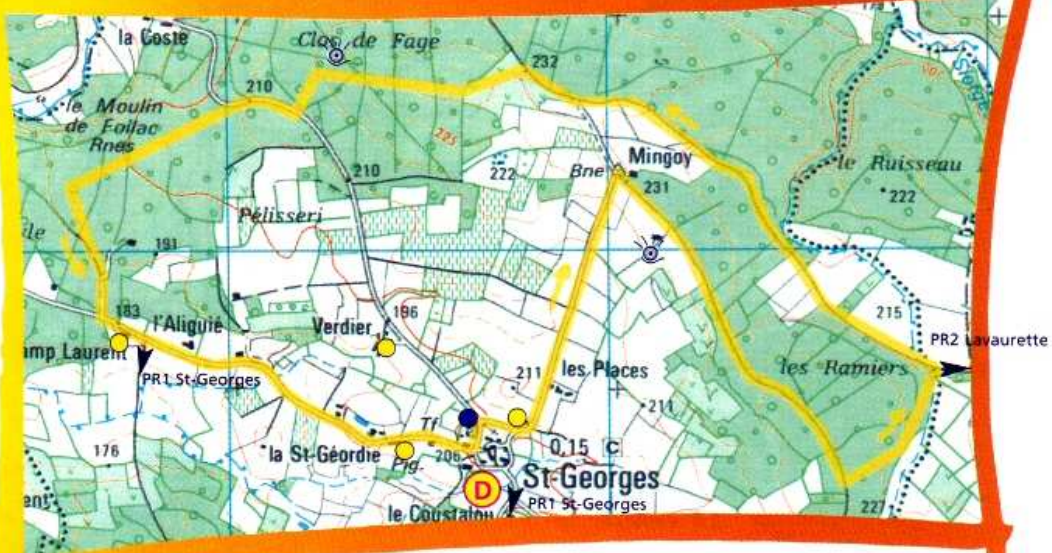 la Coste
Clos de Fage
232
210
le Moulin
de Foilac
Rnes
225
Mingoy
Bne
231
le Ruisseau
222
222
210
Pélisseri
191
183
l'Aliguié
Verdier
196
215
PR2 Lavaurette
amp Laurent
PR1 St-Georges
211
les Places
les Ramiers
211
Tf
0,15 C
176
la St-Géordie
Pig.
206
St-Georges
D
PR1 St-Georges
le Coustalou
227